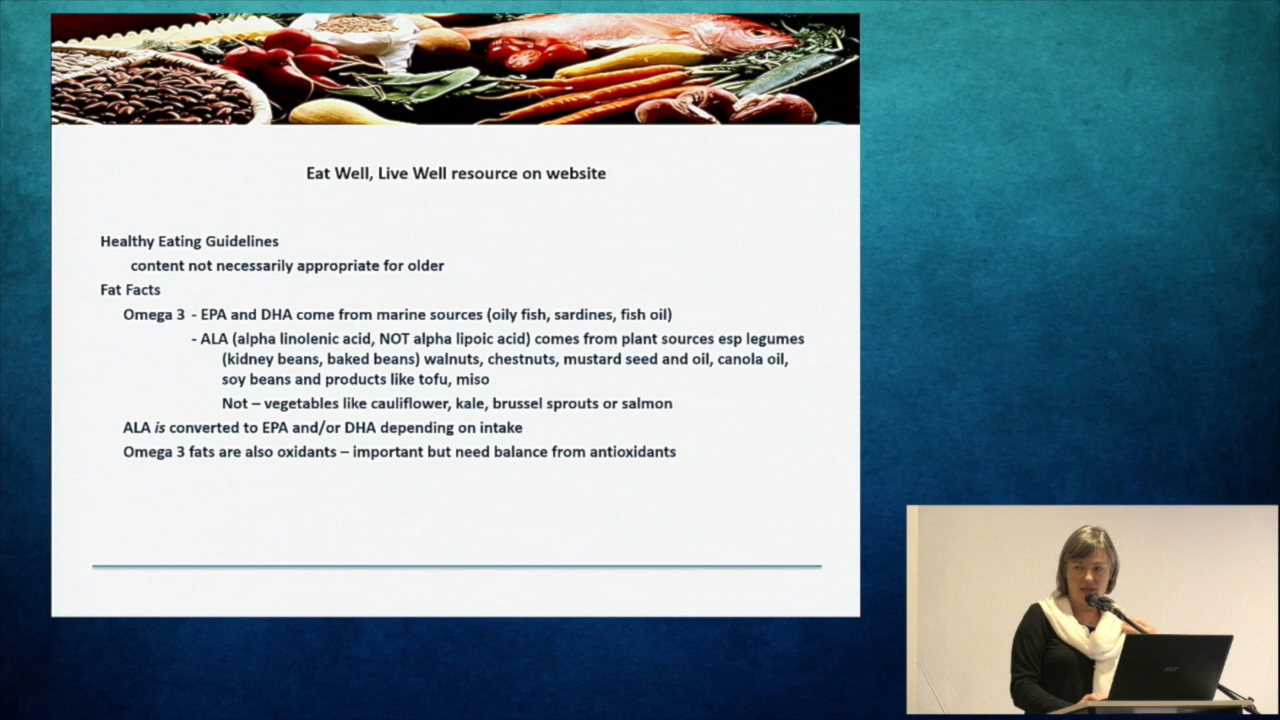 Eat Well, Live Well resource on website
Healthy Eating Guidelines
content not necessarily appropriate for older
Fat Facts
Omega 3 - EPA and DHA come from marine sources (oily fish, sardines, fish oil)
- ALA (alpha linolenic acid, NOT alpha lipoic acid) comes from plant sources esp legumes
(kidney beans, baked beans) walnuts, chestnuts, mustard seed and oil, canola oil,
soy beans and products like tofu, miso
Not – vegetables like cauliflower, kale, brussel sprouts or salmon
ALA is converted to EPA and/or DHA depending on intake
Omega 3 fats are also oxidants – important but need balance from antioxidants
acer